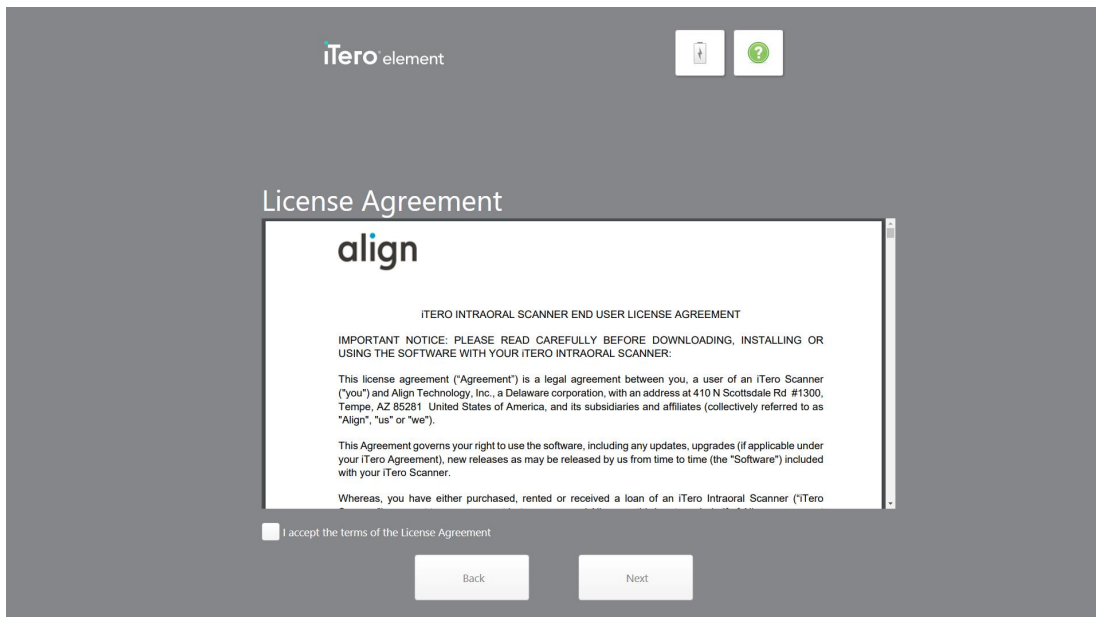 iTero element
License Agreement
align
iTERO INTRAORAL SCANNER END USER LICENSE AGREEMENT
IMPORTANT NOTICE: PLEASE READ CAREFULLY BEFORE DOWNLOADING, INSTALLING OR
USING THE SOFTWARE WITH YOUR iTERO INTRAORAL SCANNER:
This license agreement (“Agreement”) is a legal agreement between you, a user of an iTero Scanner
("you") and Align Technology, Inc., a Delaware corporation, with an address at 410 N Scottsdale Rd #1300,
Tempe, AZ 85281 United States of America, and its subsidiaries and affiliates (collectively referred to as
"Align", "us" or "we").
This Agreement governs your right to use the software, including any updates, upgrades (if applicable under
your iTero Agreement), new releases as may be released by us from time to time (the "Software") included
with your iTero Scanner.
Whereas, you have either purchased, rented or received a loan of an iTero Intraoral Scanner (“iTero
I accept the terms of the License Agreement
Back
Next